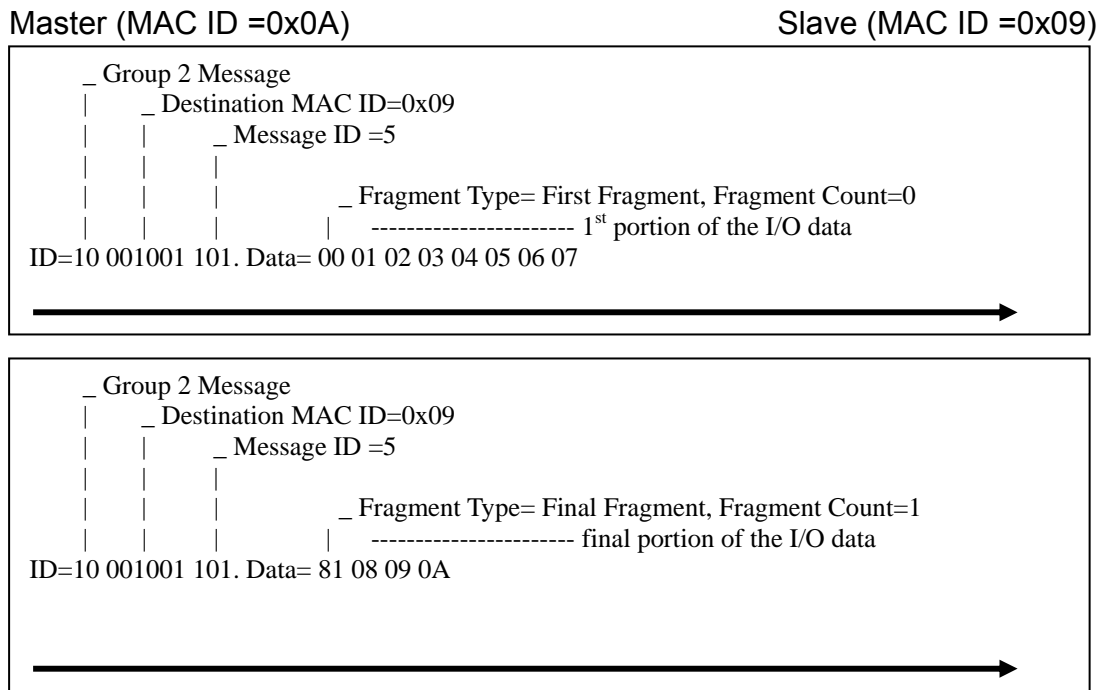 Master (MAC ID =0x0A) Slave (MAC ID =0x09)
_ Group 2 Message
| _ Destination MAC ID=0x09
| | _ Message ID =5
| | |
| | | _ Fragment Type= First Fragment, Fragment Count=0
| | | | ----------------------- 1st portion of the I/O data
ID=10 001001 101. Data= 00 01 02 03 04 05 06 07
_ Group 2 Message
| _ Destination MAC ID=0x09
| | _ Message ID =5
| | |
| | | _ Fragment Type= Final Fragment, Fragment Count=1
| | | | ----------------------- final portion of the I/O data
ID=10 001001 101. Data= 81 08 09 0A